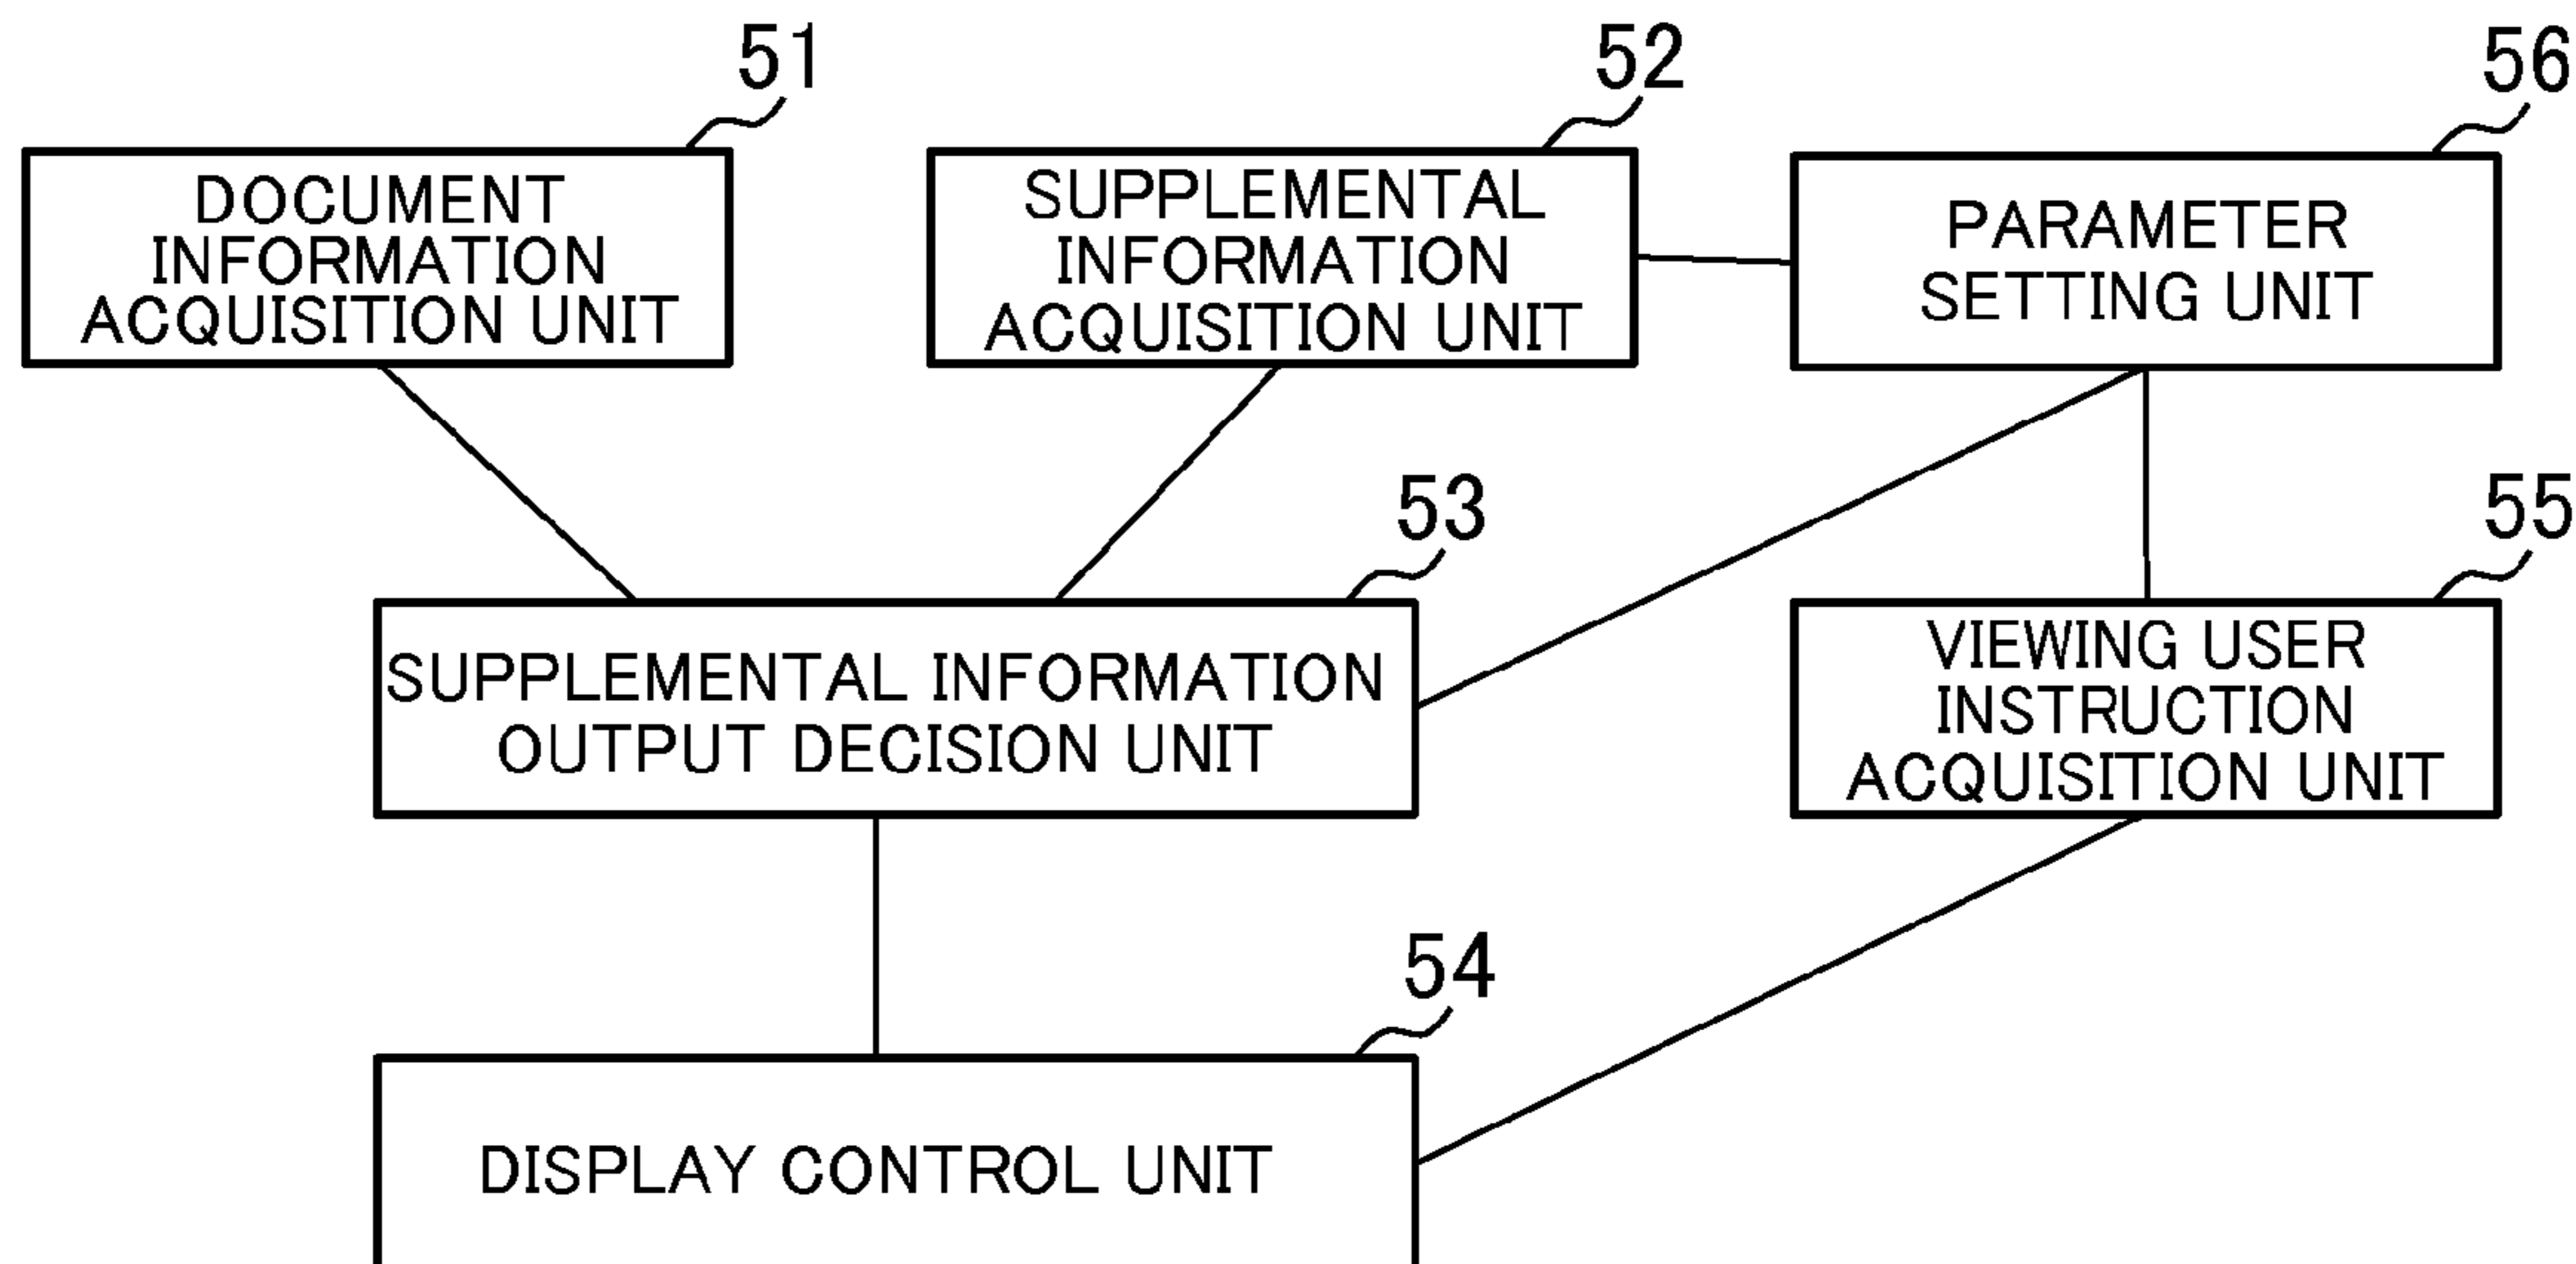 51
DOCUMENT
INFORMATION
ACQUISITION UNIT
52
SUPPLEMENTAL
INFORMATION
ACQUISITION UNIT
56
PARAMETER
SETTING UNIT
53
SUPPLEMENTAL INFORMATION
OUTPUT DECISION UNIT
55
VIEWING USER
INSTRUCTION
ACQUISITION UNIT
54
DISPLAY CONTROL UNIT